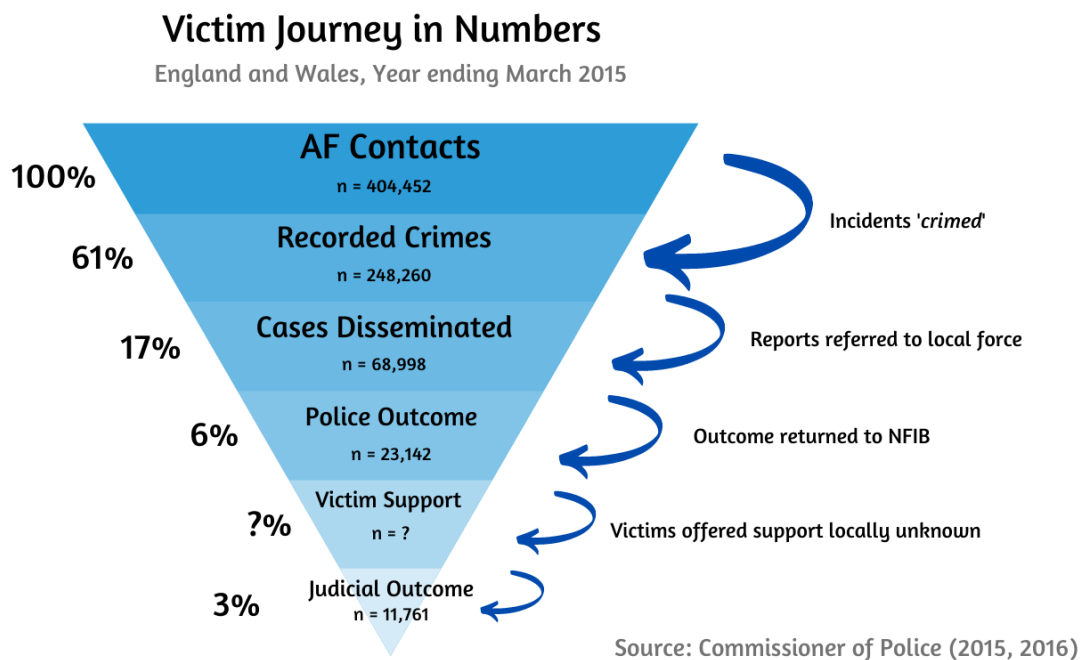 Victim Journey in Numbers
England and Wales, Year ending March 2015
AF Contacts
100%
n = 404,452
Incidents 'crimed'
Recorded Crimes
61%
n = 248,260
Cases Disseminated
17%
n = 68,998
Reports referred to local force
Police Outcome
6%
n = 23,142
Outcome returned to NFIB
Victim Support
?%
n = ?
Victims offered support locally unknown
Judicial Outcome
3%
n = 11,761
Source: Commissioner of Police (2015, 2016)